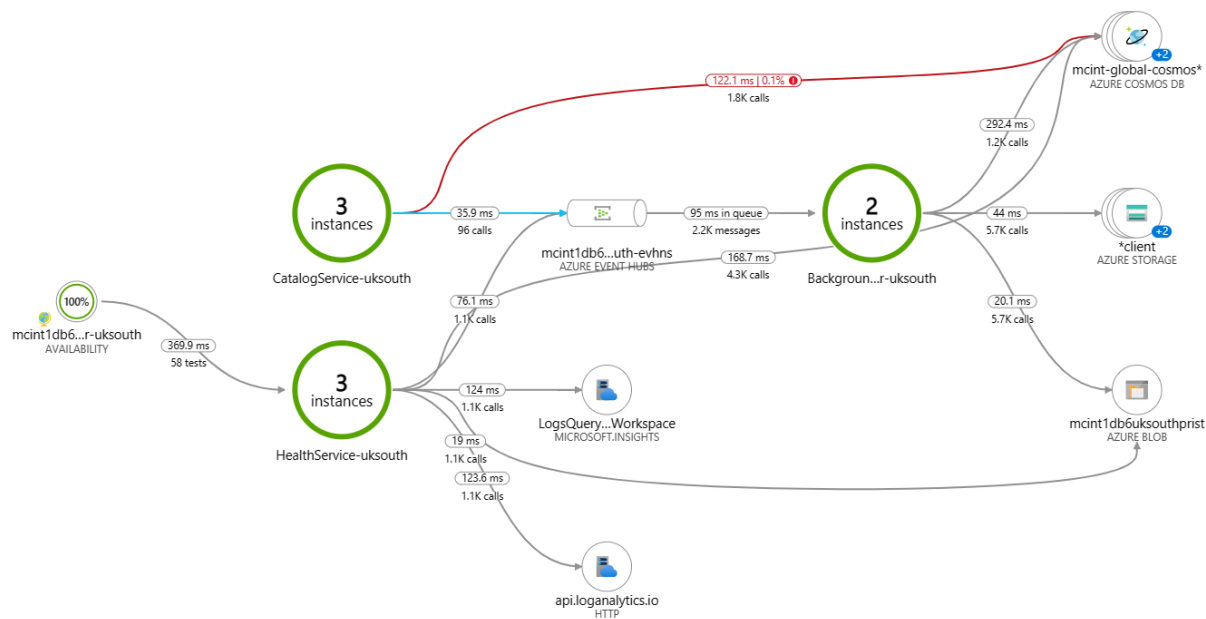 +2
mcint-global-cosmos*
AZURE COSMOS DB
122.1 ms | 0.1%
1.8K calls
292.4 ms
1.2K calls
3
instances
CatalogService-uksouth
35.9 ms
96 calls
mcint1db6...uth-evhns
AZURE EVENT HUBS
95 ms in queue
2.2K messages
2
instances
Backgroun...r-uksouth
44 ms
5.7K calls
+2
*client
AZURE STORAGE
168.7 ms
4.3K calls
100%
mcint1db6...r-uksouth
AVAILABILITY
369.9 ms
58 tests
76.1 ms
1.1K calls
20.1 ms
5.7K calls
3
instances
HealthService-uksouth
124 ms
1.1K calls
LogsQuery...Workspace
MICROSOFT.INSIGHTS
mcint1db6uksouthprist
AZURE BLOB
19 ms
1.1K calls
123.6 ms
1.1K calls
api.loganalytics.io
HTTP